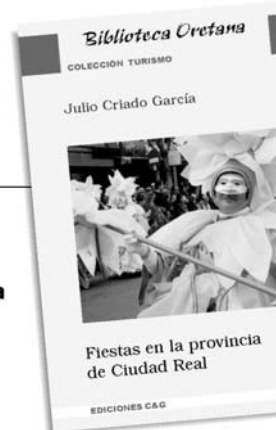 Biblioteca Oretana
COLECCIÓN TURISMO
Julio Criado García
a
Fiestas en la provincia
de Ciudad Real
EDICIONES C&G